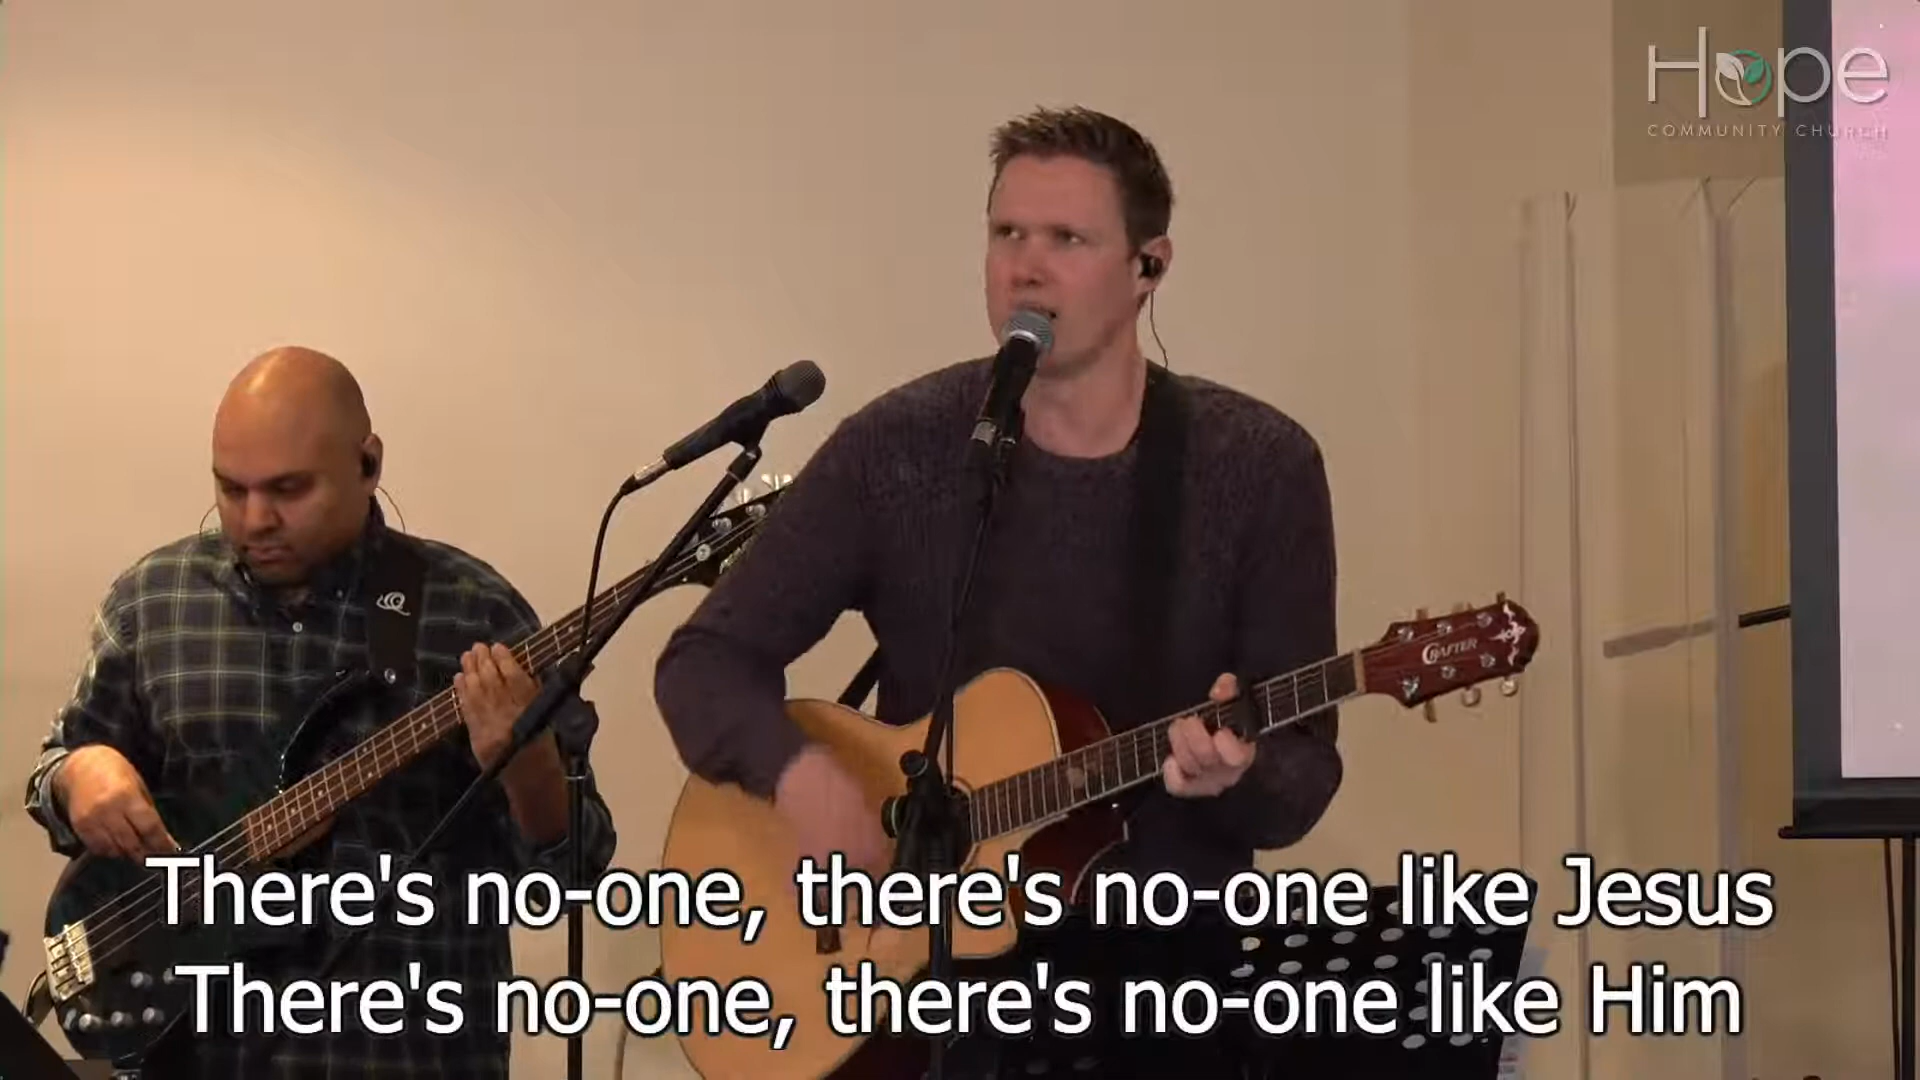 Hope
COMMUNITY CHURCH
CRAFTER
There's no-one, there's no-one like Jesus
There's no-one, there's no-one like Him